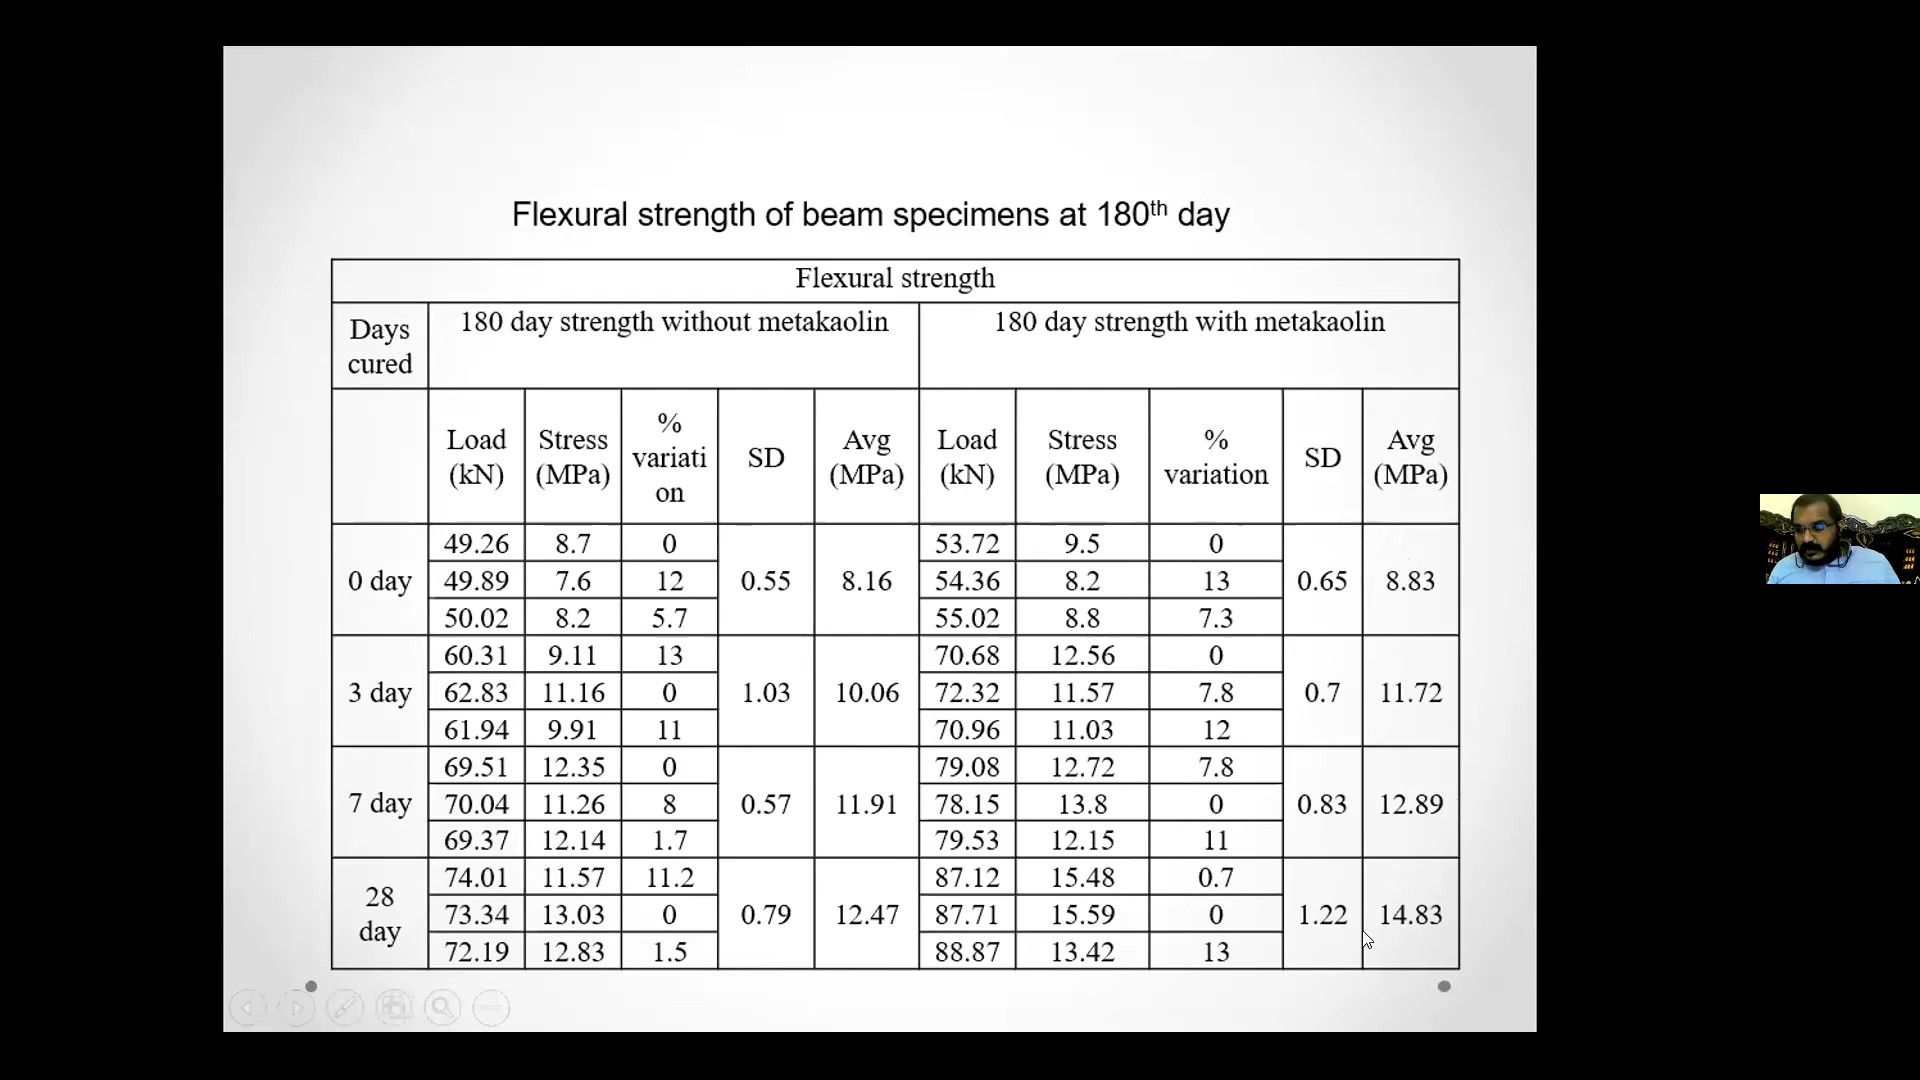 Flexural strength of beam specimens at 180th day
Flexural strength
Days cured 180 day strength without metakaolin 180 day strength with metakaolin
Load (kN) Stress (MPa) % variati on SD Avg (MPa) Load (kN) Stress (MPa) % variation SD Avg (MPa)
0 day 49.26 8.7 0 0.55 8.16 53.72 9.5 0 0.65 8.83
49.89 7.6 12 54.36 8.2 13
50.02 8.2 5.7 55.02 8.8 7.3
3 day 60.31 9.11 13 1.03 10.06 70.68 12.56 0 0.7 11.72
62.83 11.16 0 72.32 11.57 7.8
61.94 9.91 11 70.96 11.03 12
7 day 69.51 12.35 0 0.57 11.91 79.08 12.72 7.8 0.83 12.89
70.04 11.26 8 78.15 13.8 0
69.37 12.14 1.7 79.53 12.15 11
28 day 74.01 11.57 11.2 0.79 12.47 87.12 15.48 0.7 1.22 14.83
73.34 13.03 0 87.71 15.59 0
72.19 12.83 1.5 88.87 13.42 13